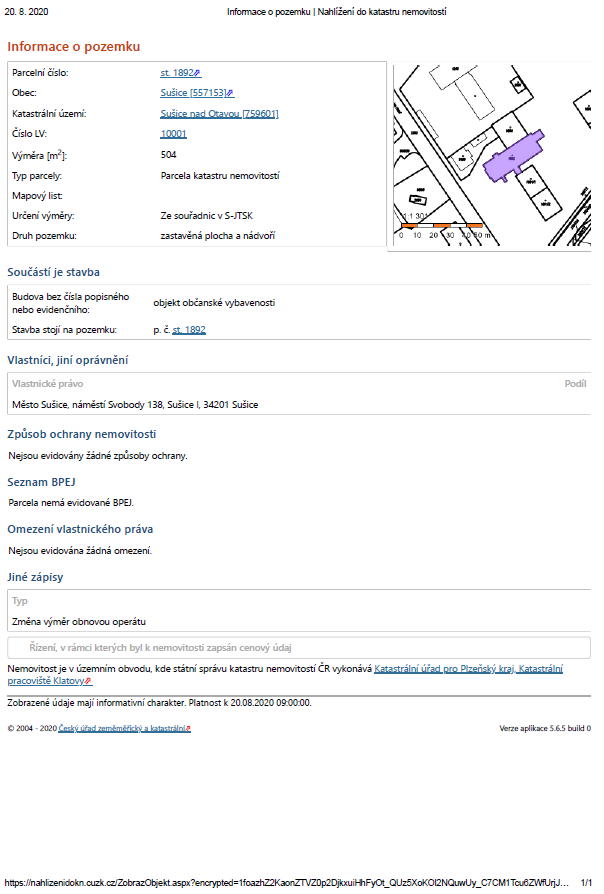 20. 8. 2020 Informace o pozemku | Nahlížení do katastru nemovitostí
Informace o pozemku
Parcelní číslo: st. 1892
Obec: Sušice [557153]
Katastrální území: Sušice nad Otavou [759601]
Číslo LV: 10001
Výměra [m²]: 504
Typ parcely: Parcela katastru nemovitostí
Mapový list:
Určení výměry: Ze souřadnic v S-JTSK
Druh pozemku: zastavěná plocha a nádvoří
0 10 20 30 40 50 m
Součástí je stavba
Budova bez čísla popisného
nebo evidenčního: objekt občanské vybavenosti
Stavba stojí na pozemku: p. č. st. 1892
Vlastníci, jiní oprávnění
Vlastnické právo Podíl
Město Sušice, náměstí Svobody 138, Sušice I, 34201 Sušice
Způsob ochrany nemovitosti
Nejsou evidovány žádné způsoby ochrany.
Seznam BPEJ
Parcela nemá evidované BPEJ.
Omezení vlastnického práva
Nejsou evidována žádná omezení.
Jiné zápisy
Typ
Změna výměr obnovou operátu
Řízení, v rámci kterých byl k nemovitosti zapsán cenový údaj
Nemovitost je v územním obvodu, kde státní správu katastru nemovitostí ČR vykonává Katastrální úřad pro Plzeňský kraj, Katastrální
pracoviště Klatovy
Zobrazené údaje mají informativní charakter. Platnost k 20.08.2020 09:00:00.
© 2004 - 2020 Český úřad zeměměřický a katastrální Verze aplikace 5.6.5 build 0
https://nahlizenidokn.cuzk.cz/ZobrazObjekt.aspx?encrypted=1foazhZ2KaonZTVZ0p2DjkxuiHhFyOt_QUz5XoKOI2NQuwUy_C7CM1Tcu6ZWfUrjJ… 1/1